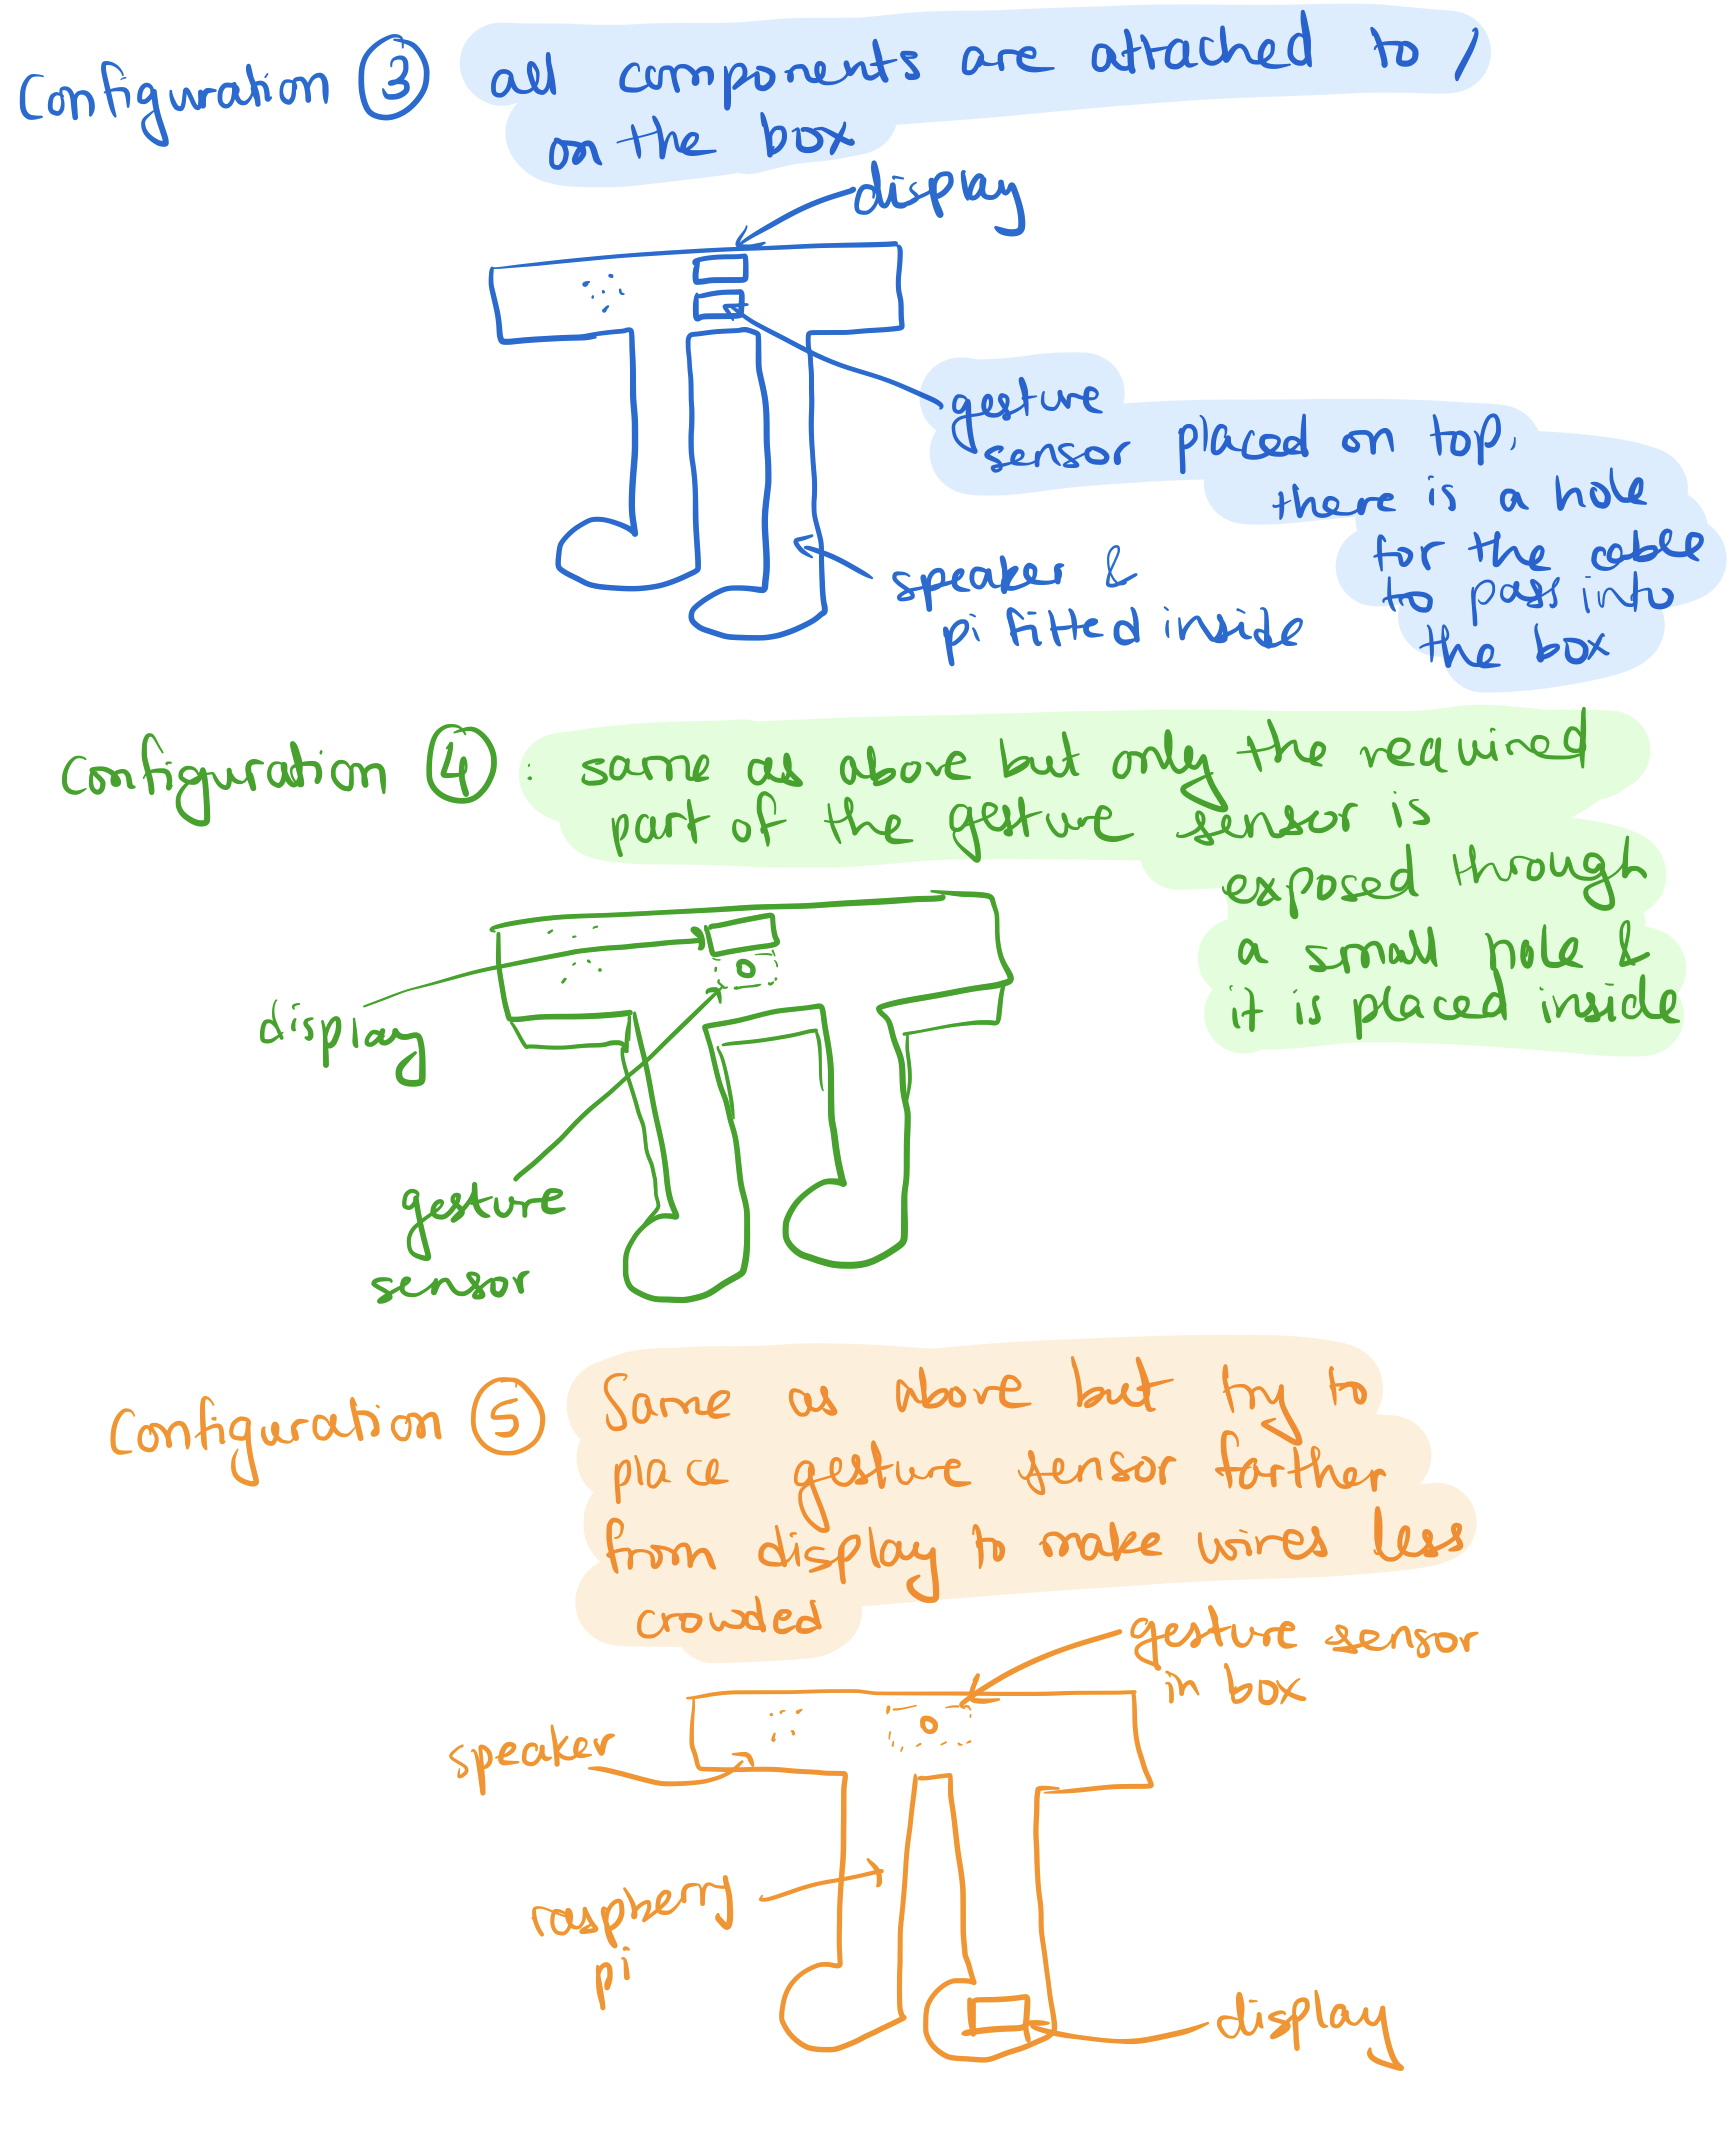 Configuration ③ all components are attached to /
on the box
display
gesture
sensor placed on top,
there is a hole
for the cable
to pass into
the box
speaker &
pi fitted inside
Configuration ④ : same as above but only the required
part of the gesture sensor is
exposed through
a small hole &
it is placed inside
display
gesture
sensor
Configuration ⑤ Same as above but try to
place gesture sensor farther
from display to make wires less
crowded
gesture sensor
in box
speaker
raspberry
pi
display